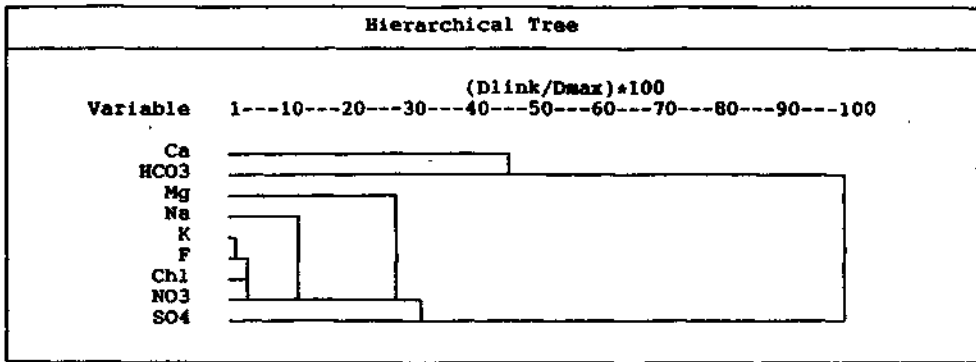 Hierarchical Tree
(Dlink/Dmax)*100
Variable 1---10---20---30---40---50---60---70---80---90---100
Ca
HCO3
Mg
Na
K
F
Chl
NO3
SO4